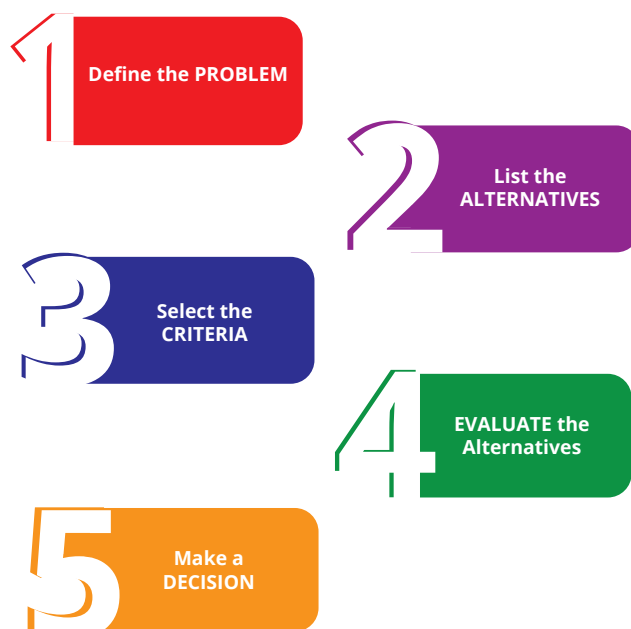 1
Define the PROBLEM
2
List the
ALTERNATIVES
3
Select the
CRITERIA
4
EVALUATE the
Alternatives
5
Make a
DECISION